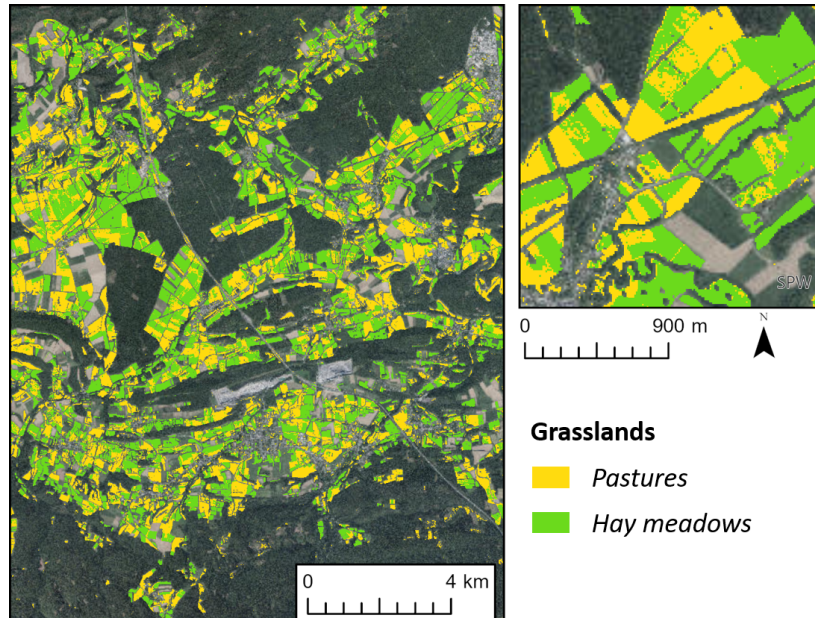 SPW
0 900 m
N
Grasslands
Pastures
Hay meadows
0 4 km